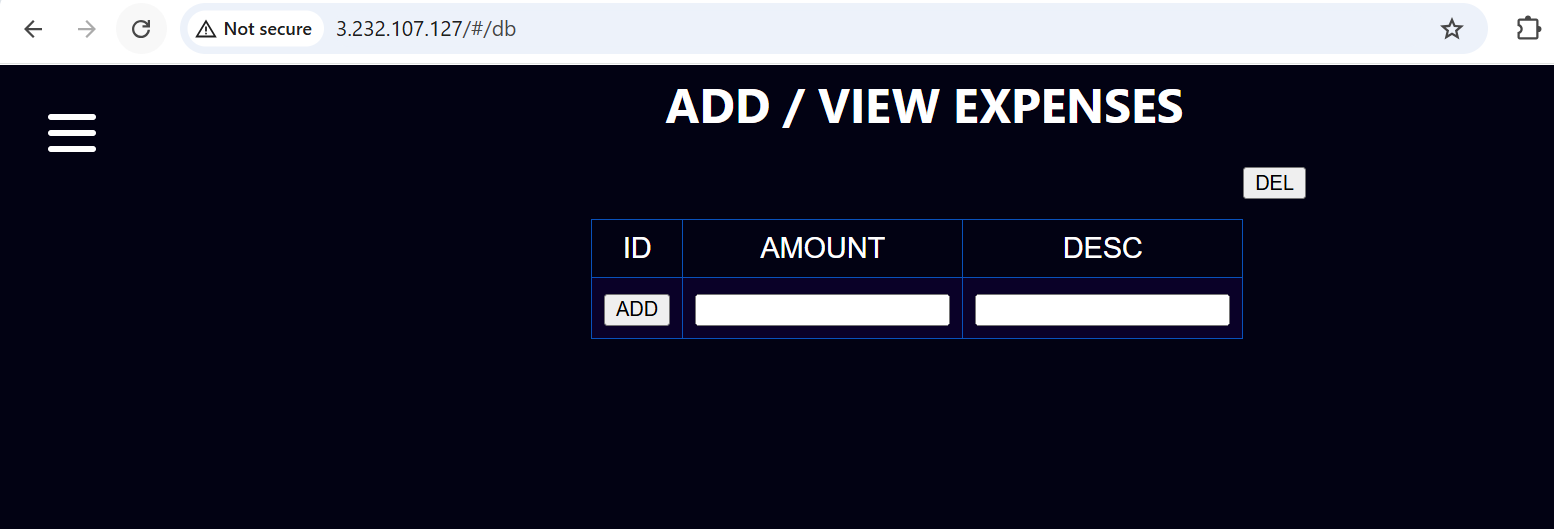 Not secure 3.232.107.127/#/db
ADD / VIEW EXPENSES
DEL
ID AMOUNT DESC
ADD